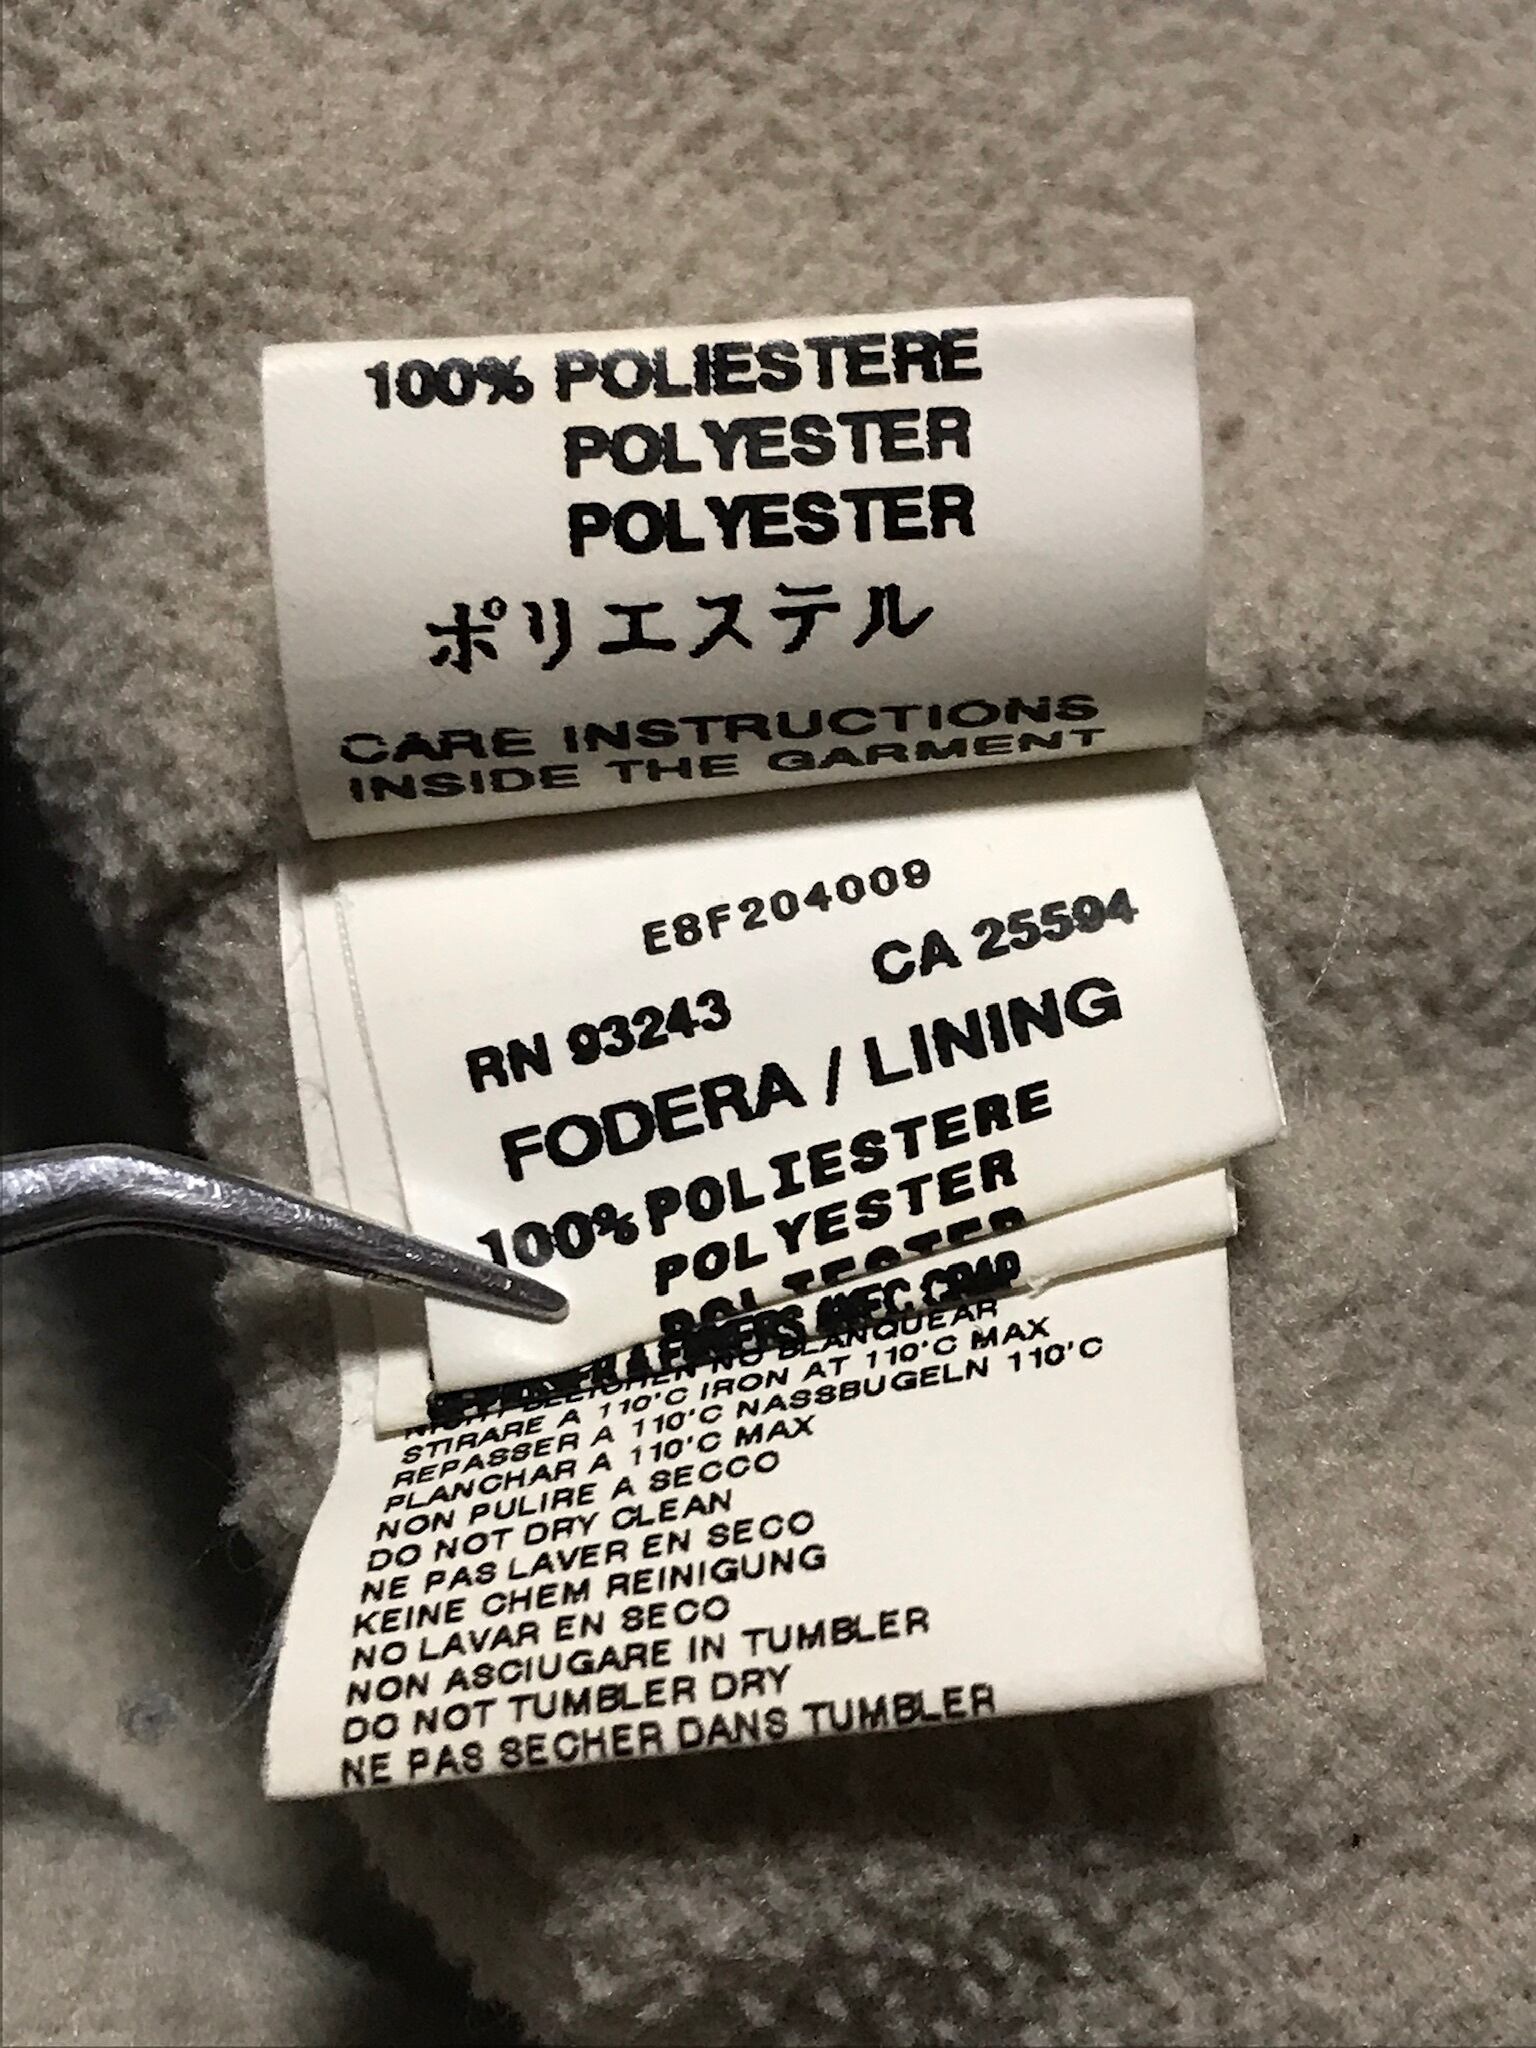 100% POLIESTERE
POLYESTER
POLYESTER
ポリエステル
CARE INSTRUCTIONS
INSIDE THE GARMENT
E8F204009
CA 25594
RN 93243
FODERA / LINING
100% POLIESTERE
POLYESTER
AVEC
NO BLANQUEAR
STIRARE A 110°C IRON AT 110°C MAX
REPASSER A 110°C NASSBUGELN 110°C
PLANCHAR A 110°C MAX
NON PULIRE A SECCO
DO NOT DRY CLEAN
NE PAS LAVER EN SECO
KEINE CHEM REINIGUNG
NO LAVAR EN SECO
NON ASCIUGARE IN TUMBLER
DO NOT TUMBLER DRY
NE PAS SECHER DANS TUMBLER